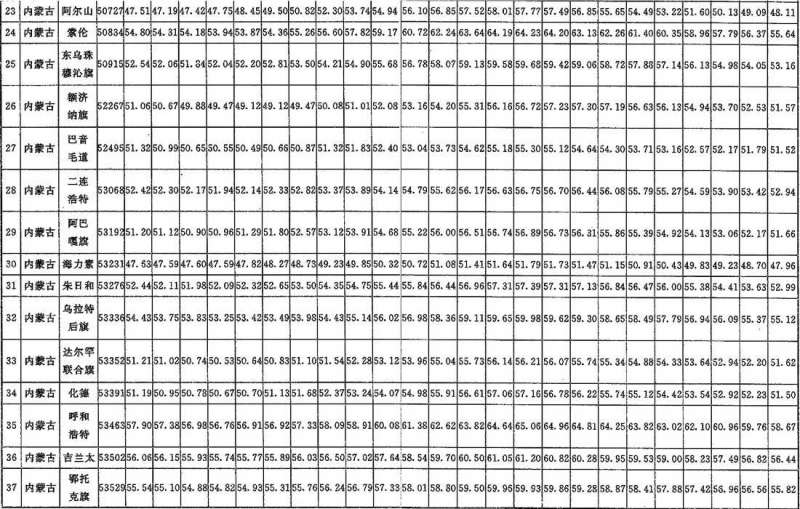 23 内蒙古 阿尔山 50727 47.51 47.19 47.42 47.75 48.45 49.50 50.82 52.30 53.74 54.94 56.10 56.85 57.52 58.01 57.77 57.49 56.85 55.65 54.49 53.22 51.60 50.13 49.09 48.11
24 内蒙古 索伦 50834 54.80 54.31 54.18 53.94 53.87 54.36 55.26 56.60 57.82 59.17 60.72 62.24 63.64 64.19 64.23 64.20 63.13 62.26 61.40 60.35 58.96 57.79 56.37 55.64
25 内蒙古 东乌珠穆沁旗 50915 52.54 52.06 51.84 52.04 52.20 52.81 53.50 54.21 54.90 55.68 56.78 58.07 59.13 59.58 59.68 59.42 59.06 58.72 57.88 57.14 56.13 54.98 54.05 53.16
26 内蒙古 额济纳旗 52267 51.06 50.67 49.88 49.47 49.12 49.12 49.47 50.08 51.01 52.08 53.16 54.20 55.31 56.16 56.72 57.23 57.30 57.19 56.63 56.13 54.94 53.70 52.53 51.57
27 内蒙古 巴音毛道 52495 51.32 50.99 50.65 50.55 50.49 50.66 50.87 51.32 51.83 52.40 53.04 53.73 54.62 55.18 55.30 55.12 54.64 54.30 53.71 53.16 52.57 52.17 51.79 51.52
28 内蒙古 二连浩特 53068 52.42 52.30 52.17 51.94 52.14 52.33 52.82 53.37 53.89 54.14 54.79 55.62 56.17 56.63 56.75 56.70 56.44 56.08 55.79 55.27 54.59 53.90 53.42 52.94
29 内蒙古 阿巴嘎旗 53192 51.20 51.12 50.90 50.96 51.29 51.80 52.57 53.12 53.91 54.68 55.22 56.00 56.51 56.74 56.89 56.73 56.31 55.86 55.39 54.92 54.13 53.06 52.17 51.66
30 内蒙古 海力素 53231 47.63 47.59 47.60 47.59 47.82 48.27 48.73 49.23 49.85 50.32 50.72 51.08 51.41 51.64 51.79 51.73 51.47 51.15 50.91 50.43 49.83 49.23 48.70 47.96
31 内蒙古 朱日和 53276 52.44 52.11 51.98 52.09 52.32 52.65 53.50 54.35 54.75 55.44 55.84 56.44 56.96 57.31 57.39 57.31 57.13 56.84 56.47 56.00 55.38 54.41 53.63 52.99
32 内蒙古 乌拉特后旗 53336 54.43 53.75 53.83 53.25 53.42 53.49 53.98 54.43 55.14 56.02 56.98 58.36 59.11 59.65 59.98 59.62 59.30 58.65 58.49 57.79 56.94 56.09 55.37 55.12
33 内蒙古 达尔罕联合旗 53352 51.21 51.02 50.74 50.53 50.64 50.83 51.10 51.54 52.28 53.12 53.96 55.04 55.73 56.14 56.21 56.07 55.74 55.34 54.88 54.33 53.64 52.94 52.20 51.62
34 内蒙古 化德 53391 51.19 50.95 50.78 50.67 50.70 51.13 51.68 52.37 53.24 54.07 54.98 55.91 56.61 57.06 57.16 56.78 56.22 55.74 55.12 54.42 53.54 52.92 52.23 51.50
35 内蒙古 呼和浩特 53463 57.90 57.38 56.98 56.76 56.91 56.92 57.33 58.09 58.91 60.08 61.38 62.62 63.82 64.64 65.06 64.96 64.81 64.25 63.82 63.02 62.10 60.96 59.76 58.67
36 内蒙古 吉兰太 53502 56.06 56.15 55.93 55.74 55.77 55.89 56.03 56.50 57.02 57.64 58.54 59.70 60.50 61.05 61.20 60.82 60.28 59.95 59.53 59.00 58.23 57.49 56.82 56.44
37 内蒙古 鄂托克旗 53529 55.54 55.10 54.88 54.82 54.93 55.31 55.76 56.24 56.79 57.33 58.01 58.80 59.50 59.96 59.93 59.86 59.28 58.87 58.41 57.88 57.42 56.96 56.56 55.82